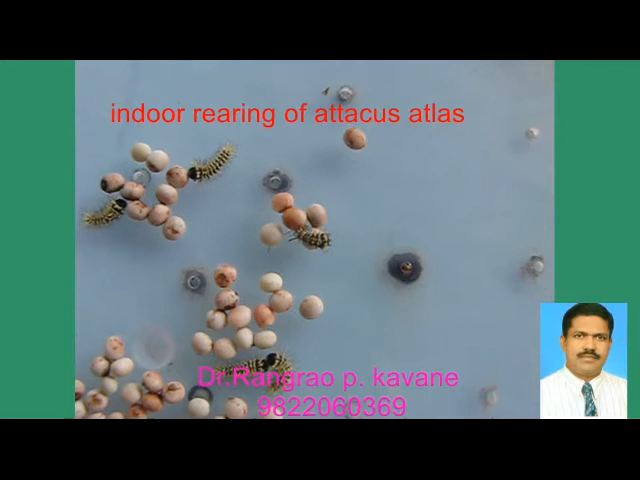 indoor rearing of attacus atlas
Dr.Rangrao p. kavane
9822060369